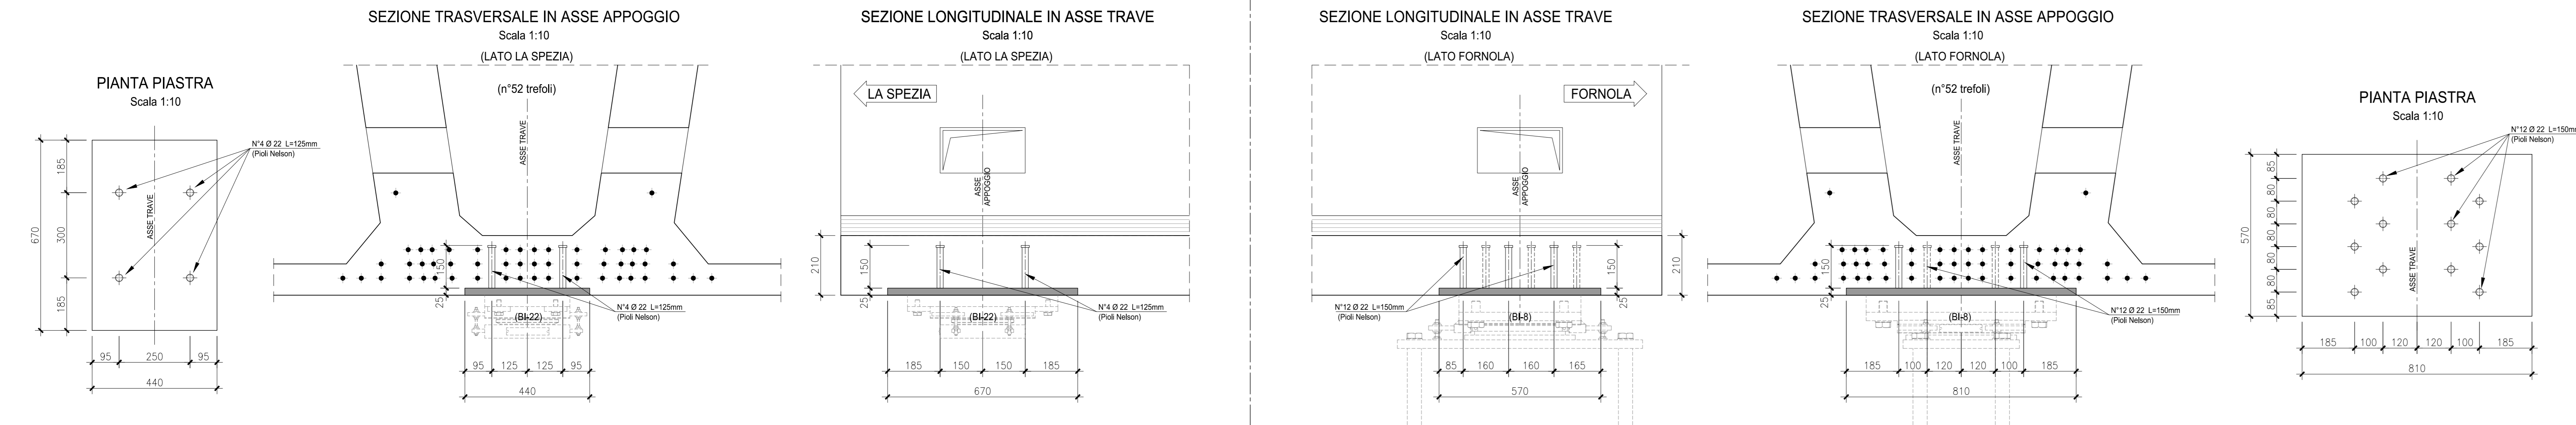 PIANTA PIASTRA
Scala 1:10
N°4 Ø 22 L=125mm
(Pioli Nelson)
ASSE TRAVE
185
300
185
670
95
250
95
440
SEZIONE TRASVERSALE IN ASSE APPOGGIO
Scala 1:10
(LATO LA SPEZIA)
(n°52 trefoli)
ASSE TRAVE
150
25
N°4 Ø 22 L=125mm
(Pioli Nelson)
(BI-22)
95
125
125
95
440
SEZIONE LONGITUDINALE IN ASSE TRAVE
Scala 1:10
(LATO LA SPEZIA)
LA SPEZIA
ASSE
APPOGGIO
210
150
25
N°4 Ø 22 L=125mm
(Pioli Nelson)
(BI-22)
185
150
150
185
670
SEZIONE LONGITUDINALE IN ASSE TRAVE
Scala 1:10
(LATO FORNOLA)
FORNOLA
ASSE
APPOGGIO
150
210
25
N°12 Ø 22 L=150mm
(Pioli Nelson)
(BI-8)
85
160
160
165
570
SEZIONE TRASVERSALE IN ASSE APPOGGIO
Scala 1:10
(LATO FORNOLA)
(n°52 trefoli)
ASSE TRAVE
150
25
N°12 Ø 22 L=150mm
(Pioli Nelson)
(BI-8)
185
100
120
120
100
185
810
PIANTA PIASTRA
Scala 1:10
N°12 Ø 22 L=150m
(Pioli Nelson)
ASSE TRAVE
85
80
80
80
80
80
85
570
185
100
120
120
100
185
810